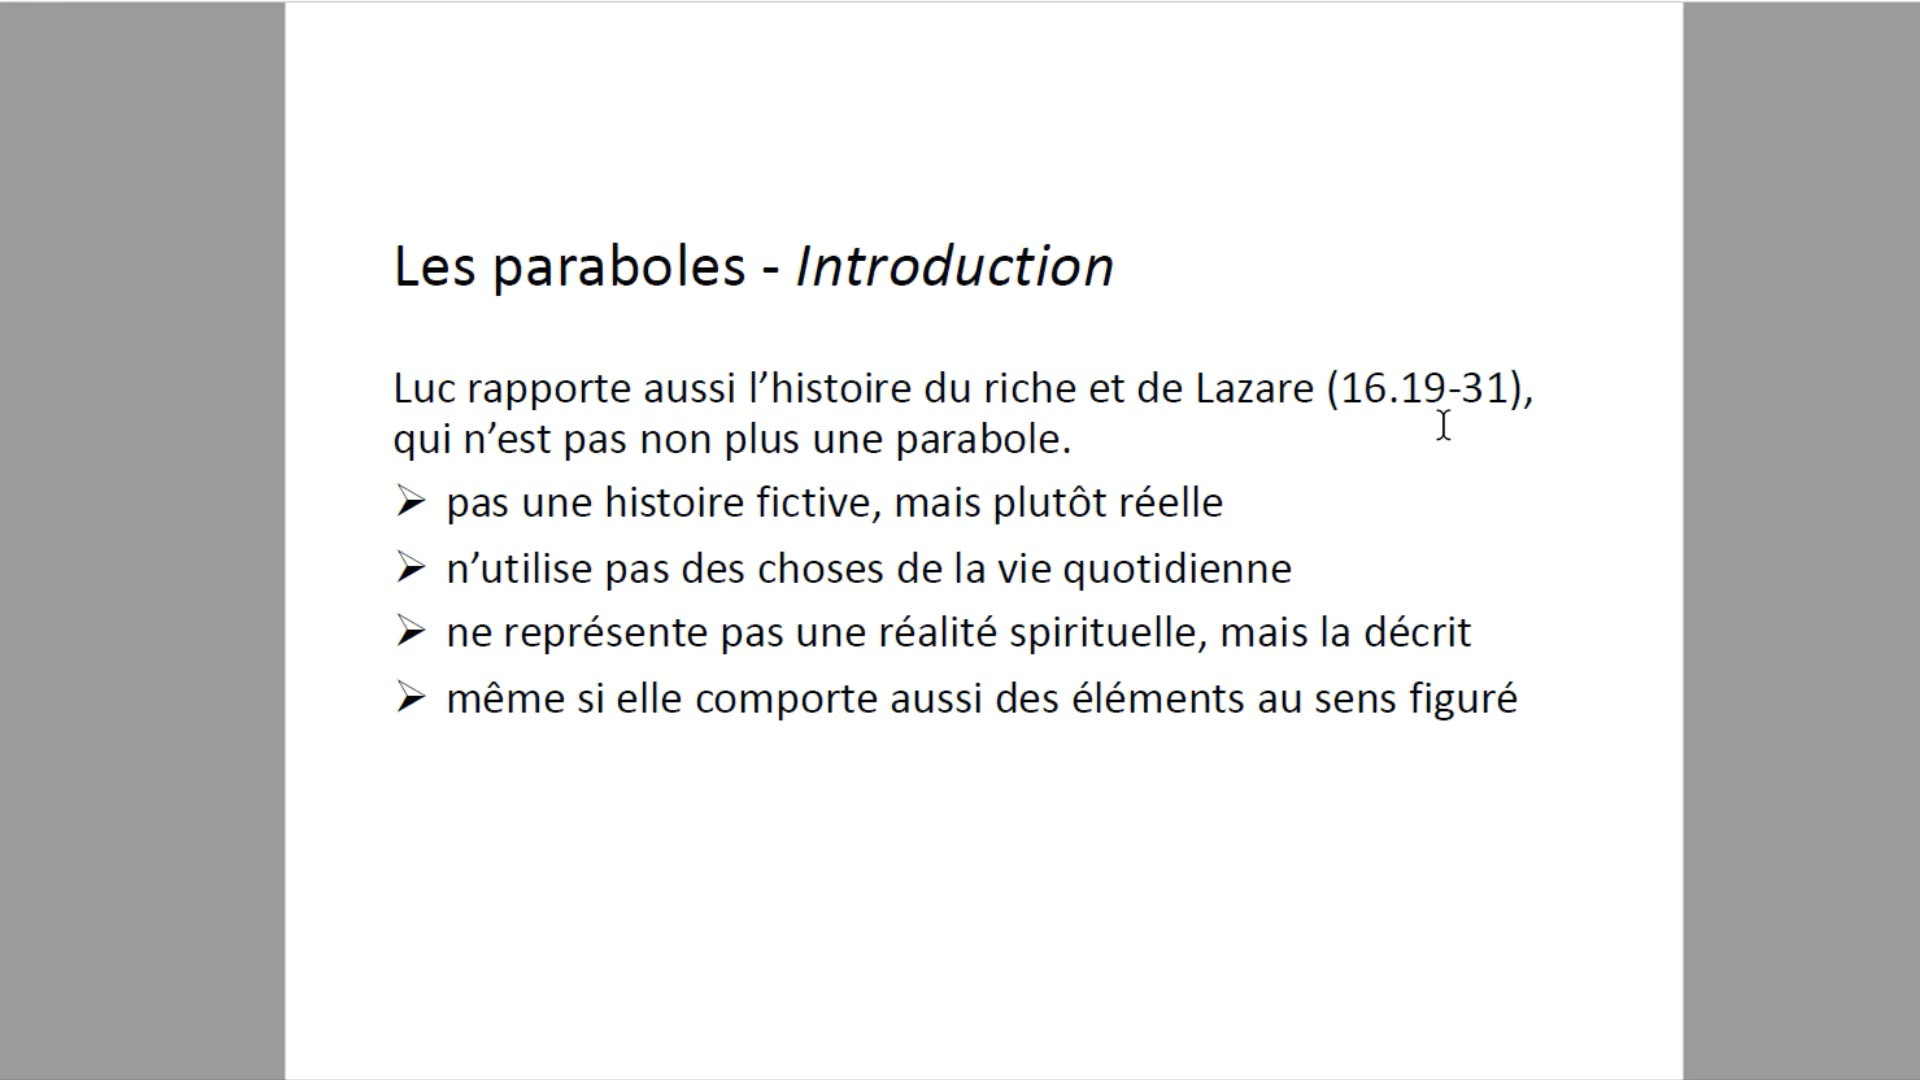 Les paraboles - Introduction
Luc rapporte aussi l’histoire du riche et de Lazare (16.19-31),
qui n’est pas non plus une parabole.
➢ pas une histoire fictive, mais plutôt réelle
➢ n’utilise pas des choses de la vie quotidienne
➢ ne représente pas une réalité spirituelle, mais la décrit
➢ même si elle comporte aussi des éléments au sens figuré